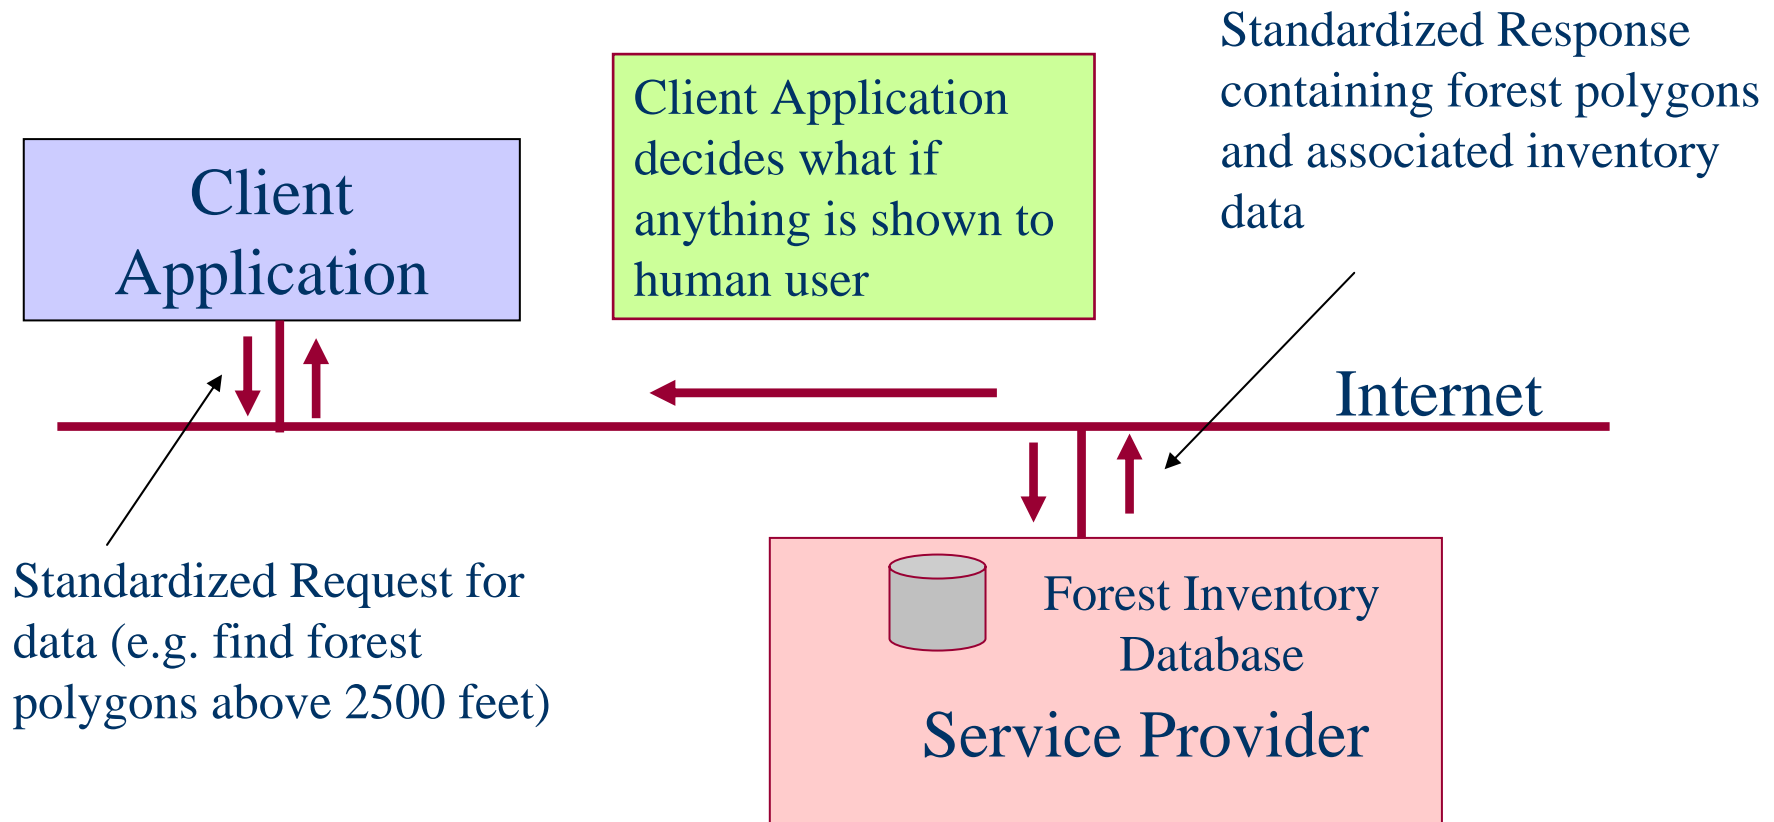 Standardized Response
containing forest polygons
and associated inventory
data
Client Application
decides what if
anything is shown to
human user
Client
Application
Internet
Standardized Request for
data (e.g. find forest
polygons above 2500 feet)
Forest Inventory
Database
Service Provider